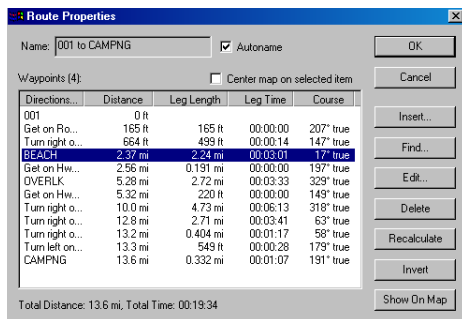 Route Properties
Name: 001 to CAMPNG Autoname OK
Waypoints (4): Center map on selected item Cancel
Directions... Distance Leg Length Leg Time Course
001 0 ft
Get on Ro... 165 ft 165 ft 00:00:00 207° true Insert...
Turn right o... 664 ft 499 ft 00:00:14 147° true
BEACH 2.37 mi 2.24 mi 00:03:01 17° true Find...
Get on Hw... 2.56 mi 0.191 mi 00:00:00 197° true
OVERLK 5.28 mi 2.72 mi 00:03:33 329° true Edit...
Get on Hw... 5.32 mi 220 ft 00:00:00 149° true
Turn right o... 10.0 mi 4.73 mi 00:06:13 318° true Delete
Turn right o... 12.8 mi 2.71 mi 00:03:41 63° true
Turn right o... 13.2 mi 0.404 mi 00:01:17 58° true Recalculate
Turn left on... 13.3 mi 549 ft 00:00:28 179° true
CAMPNG 13.6 mi 0.332 mi 00:01:07 191° true Invert
Total Distance: 13.6 mi, Total Time: 00:19:34 Show On Map